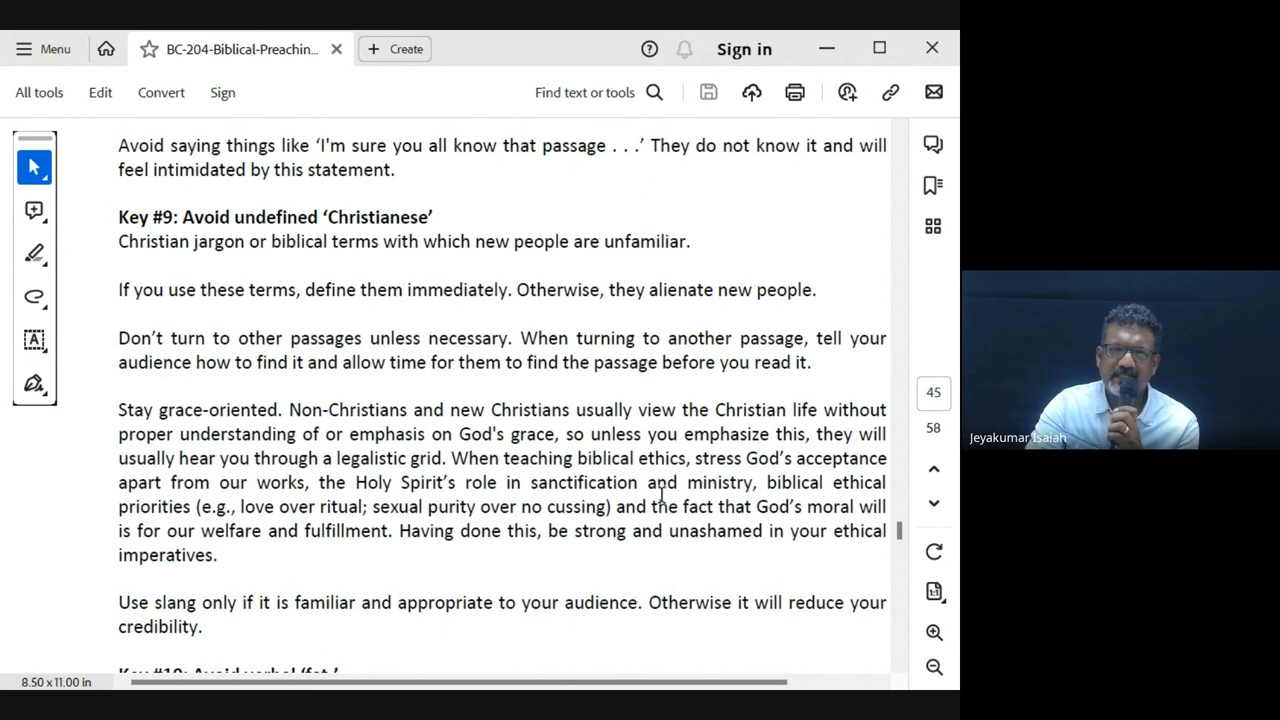 Menu
BC-204-Biblical-Preachin...
Create
Sign in
All tools
Edit
Convert
Sign
Find text or tools
Avoid saying things like ‘I'm sure you all know that passage . . .’ They do not know it and will
feel intimidated by this statement.
Key #9: Avoid undefined ‘Christianese’
Christian jargon or biblical terms with which new people are unfamiliar.
If you use these terms, define them immediately. Otherwise, they alienate new people.
Don’t turn to other passages unless necessary. When turning to another passage, tell your
audience how to find it and allow time for them to find the passage before you read it.
Stay grace-oriented. Non-Christians and new Christians usually view the Christian life without
proper understanding of or emphasis on God's grace, so unless you emphasize this, they will
usually hear you through a legalistic grid. When teaching biblical ethics, stress God’s acceptance
apart from our works, the Holy Spirit’s role in sanctification and ministry, biblical ethical
priorities (e.g., love over ritual; sexual purity over no cussing) and the fact that God’s moral will
is for our welfare and fulfillment. Having done this, be strong and unashamed in your ethical
imperatives.
Use slang only if it is familiar and appropriate to your audience. Otherwise it will reduce your
credibility.
Key #10: Avoid verbal ‘fat.’
45
58
1:1
8.50 x 11.00 in
Jeyakumar Isaiah